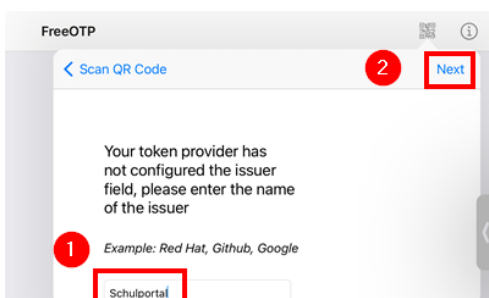 FreeOTP
Scan QR Code
2
Next
Your token provider has
not configured the issuer
field, please enter the name
of the issuer
1
Example: Red Hat, Github, Google
Schulportal